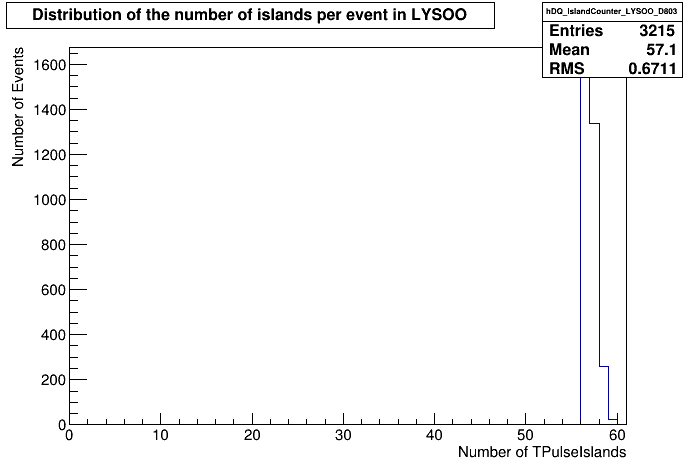 Distribution of the number of islands per event in LYSOO
hDQ_IslandCounter_LYSOO_D803
Entries 3215
Mean 57.1
RMS 0.6711
Number of Events
1600
1400
1200
1000
800
600
400
200
0
0 10 20 30 40 50 60
Number of TPulseIslands